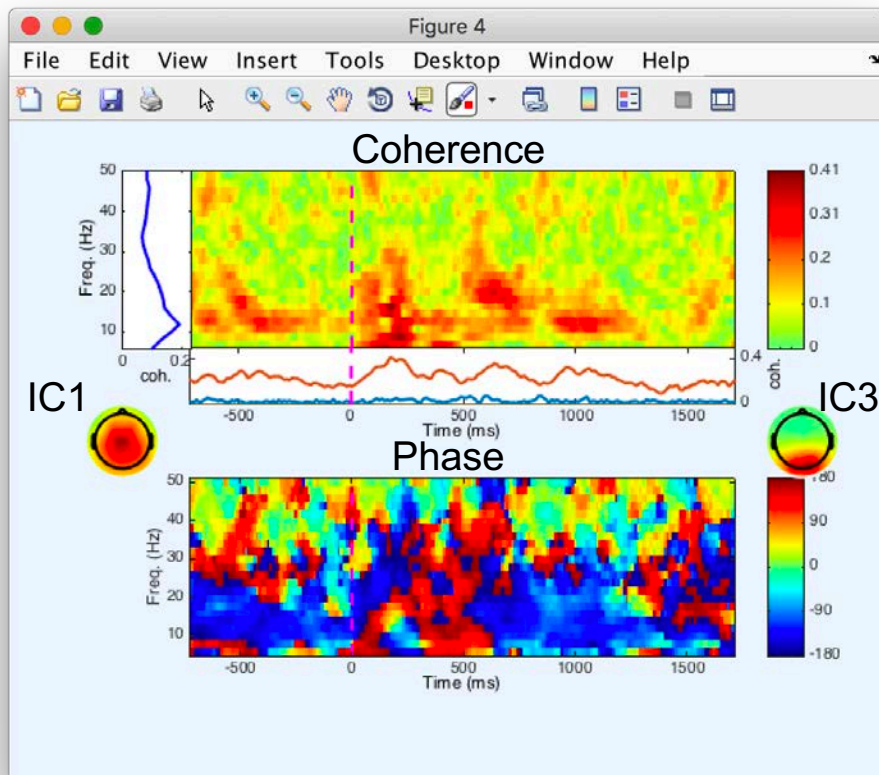 Figure 4
File Edit View Insert Tools Desktop Window Help
Coherence
50
40
30
20
10
Freq. (Hz)
0 0.2
coh.
0.41
0.31
0.2
0.1
0
0.4
0
coh.
-500 0 500 1000 1500
Time (ms)
IC1
IC3
Phase
50
40
30
20
10
Freq. (Hz)
-500 0 500 1000 1500
Time (ms)
180
90
0
-90
-180